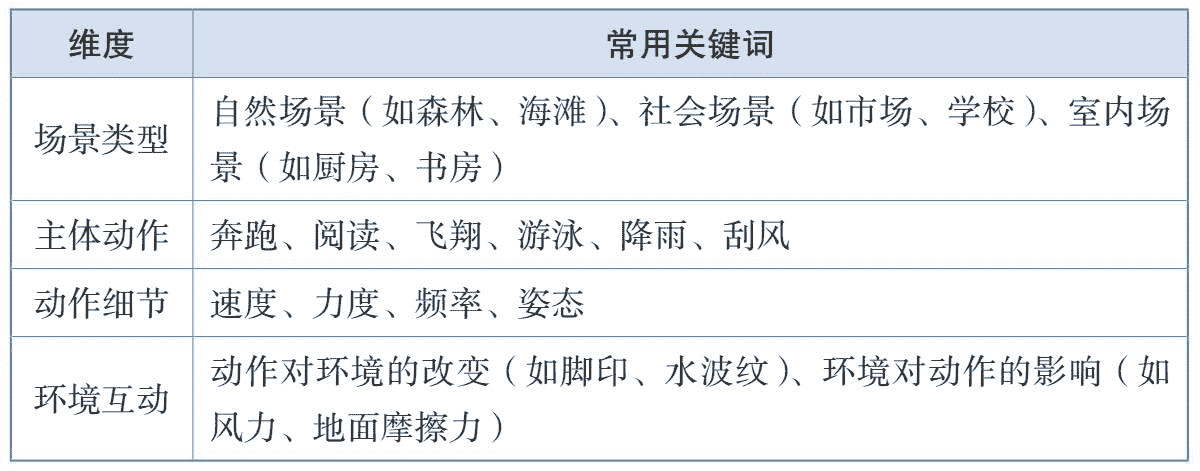 维度 常用关键词
场景类型 自然场景（如森林、海滩）、社会场景（如市场、学校）、室内场
景（如厨房、书房）
主体动作 奔跑、阅读、飞翔、游泳、降雨、刮风
动作细节 速度、力度、频率、姿态
环境互动 动作对环境的改变（如脚印、水波纹）、环境对动作的影响（如
风力、地面摩擦力）